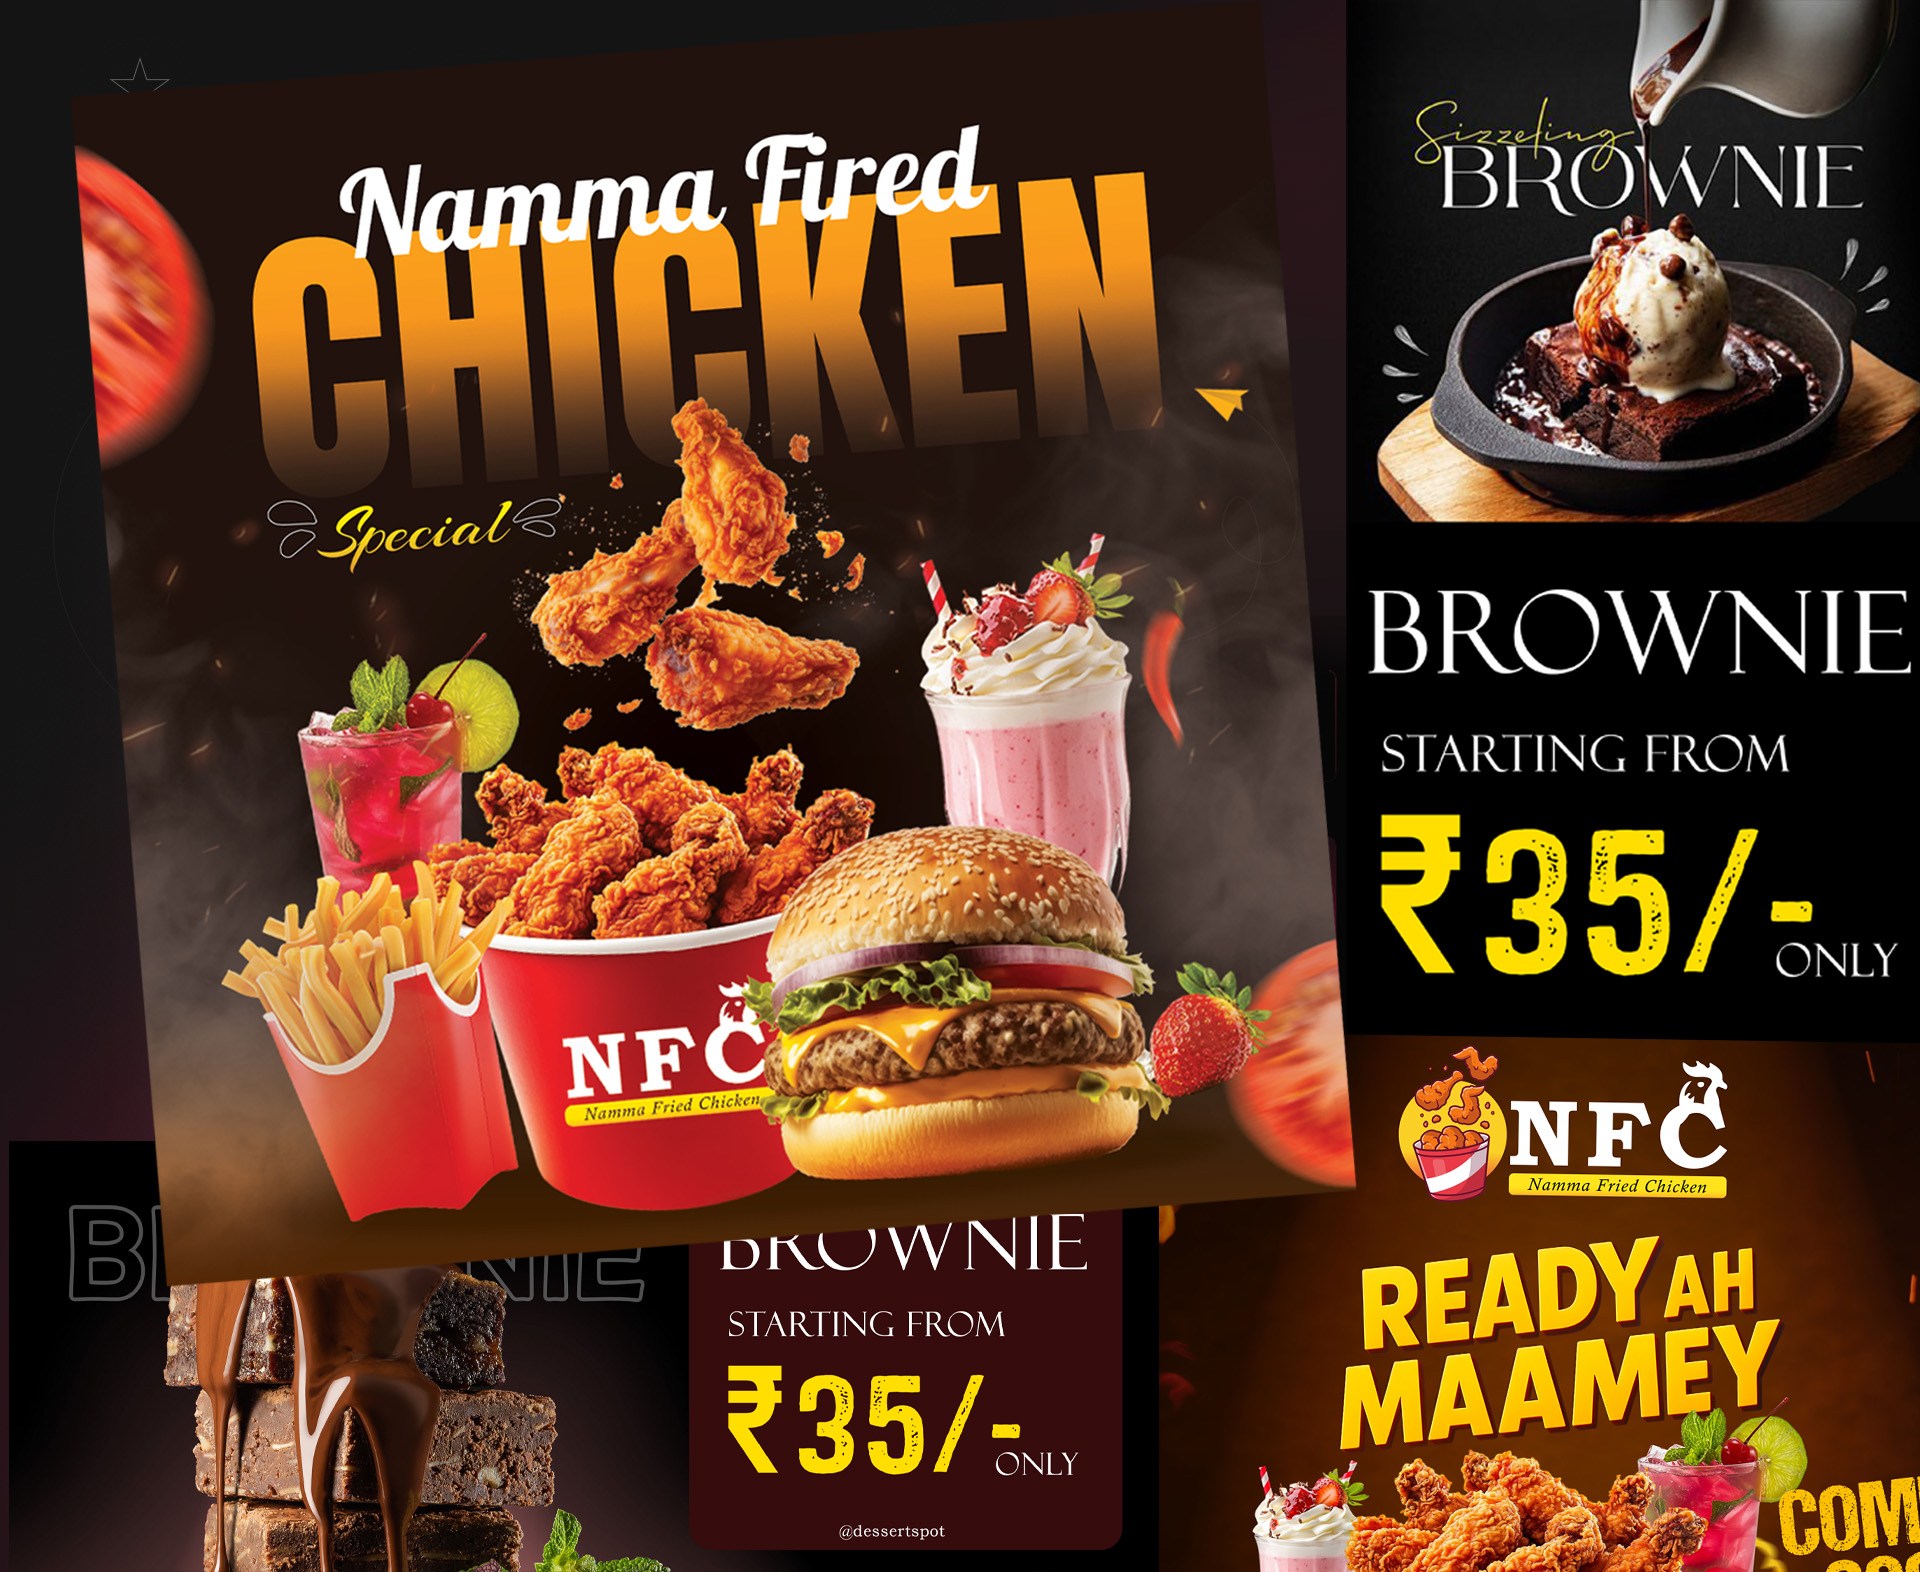 Namma Fired
CHICKEN
Special
NFC
Namma Fried Chicken
Sizzeling
BROWNIE
BROWNIE
STARTING FROM
₹35/-
ONLY
NFC
Namma Fried Chicken
READY AH
MAAMEY
BROWNIE
STARTING FROM
₹35/-
ONLY
@dessertspot